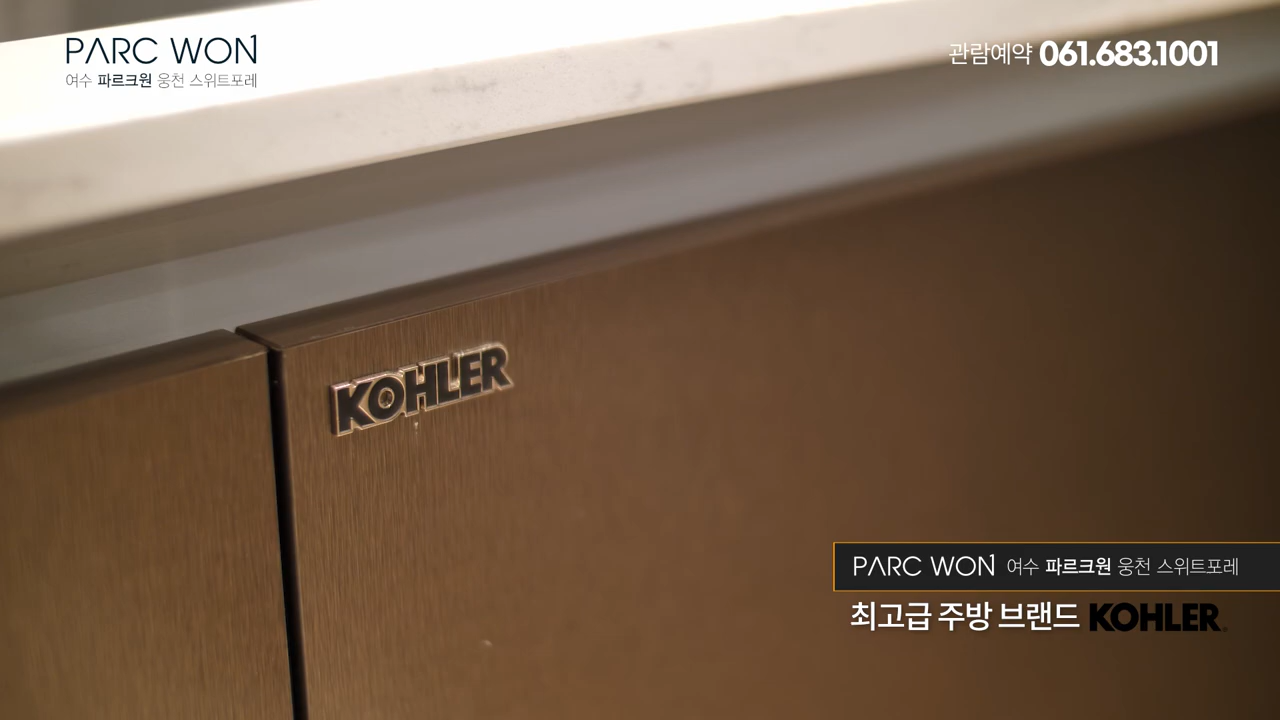 PARC WON1
여수 파르크원 웅천 스위트포레
관람예약 061.683.1001
KOHLER
PARC WON1 여수 파르크원 웅천 스위트포레
최고급 주방 브랜드 KOHLER